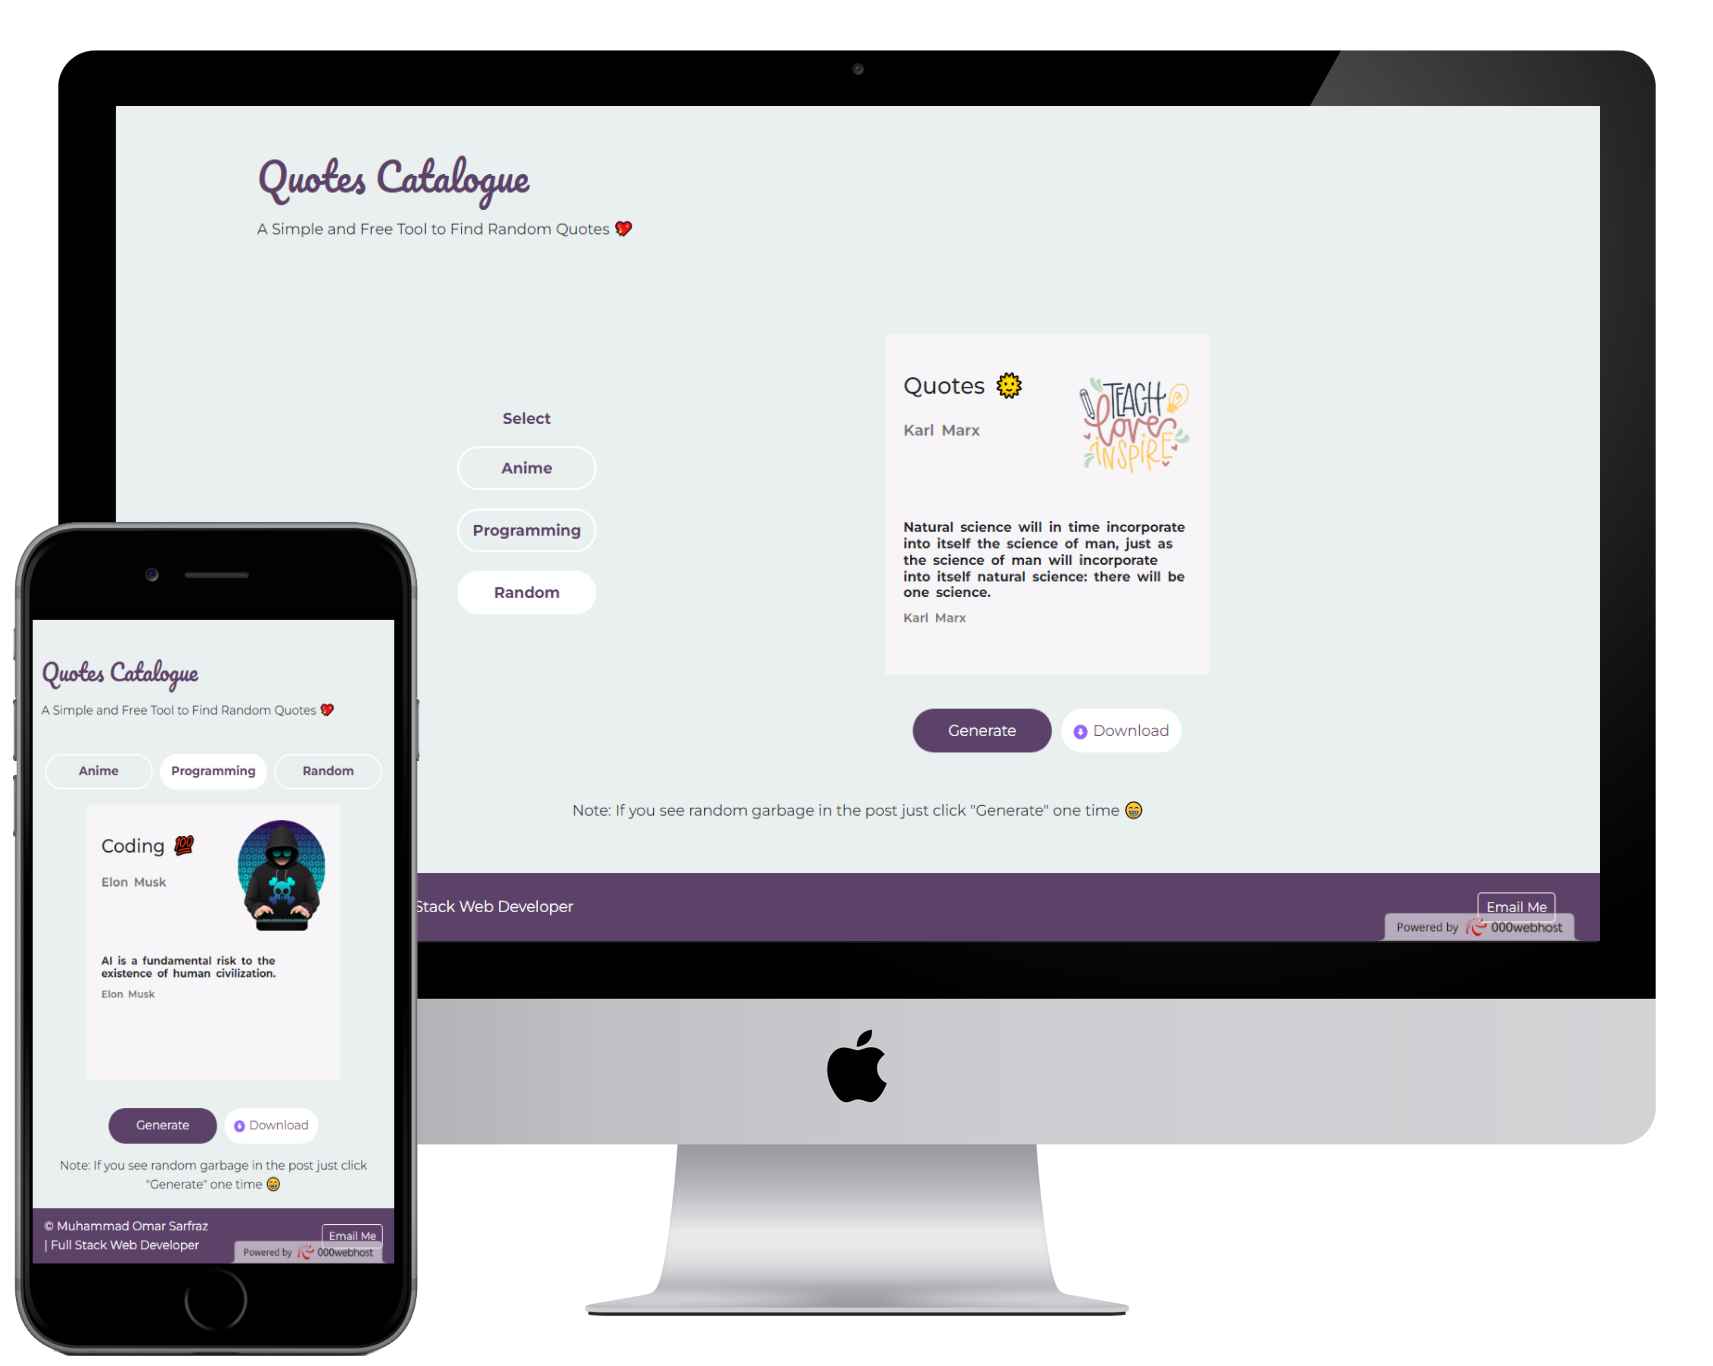 Quotes Catalogue
A Simple and Free Tool to Find Random Quotes
Select
Anime
Programming
Random
Quotes
Karl Marx
TEACH
love
INSPIRE
Natural science will in time incorporate
into itself the science of man, just as
the science of man will incorporate
into itself natural science: there will be
one science.
Karl Marx
Generate
Download
Note: If you see random garbage in the post just click "Generate" one time
Stack Web Developer
Email Me
Powered by 000webhost
Quotes Catalogue
A Simple and Free Tool to Find Random Quotes
Anime
Programming
Random
Coding 100
Elon Musk
AI is a fundamental risk to the
existence of human civilization.
Elon Musk
Generate
Download
Note: If you see random garbage in the post just click
"Generate" one time
© Muhammad Omar Sarfraz
| Full Stack Web Developer
Email Me
Powered by 000webhost